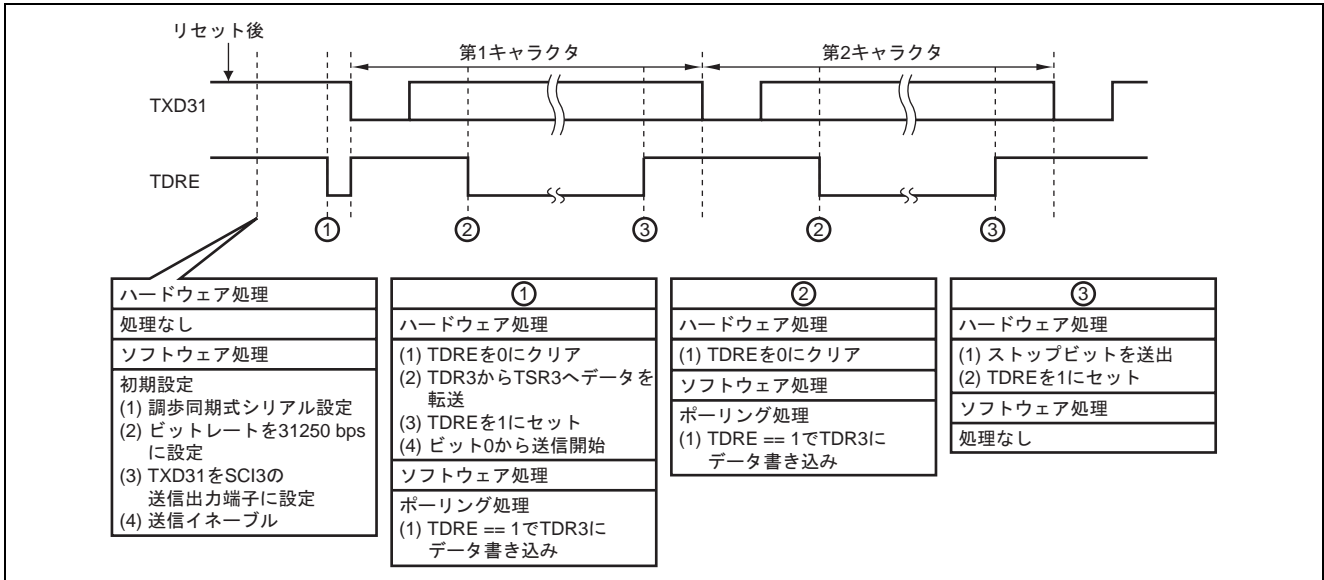 リセット後
第1キャラクタ
第2キャラクタ
TXD31
TDRE
①
②
③
②
③
ハードウェア処理
処理なし
ソフトウェア処理
初期設定
(1) 調歩同期式シリアル設定
(2) ビットレートを31250 bps
に設定
(3) TXD31をSCI3の
送信出力端子に設定
(4) 送信イネーブル
①
ハードウェア処理
(1) TDREを0にクリア
(2) TDR3からTSR3へデータを
転送
(3) TDREを1にセット
(4) ビット0から送信開始
ソフトウェア処理
ポーリング処理
(1) TDRE == 1でTDR3に
データ書き込み
②
ハードウェア処理
(1) TDREを0にクリア
ソフトウェア処理
ポーリング処理
(1) TDRE == 1でTDR3に
データ書き込み
③
ハードウェア処理
(1) ストップビットを送出
(2) TDREを1にセット
ソフトウェア処理
処理なし